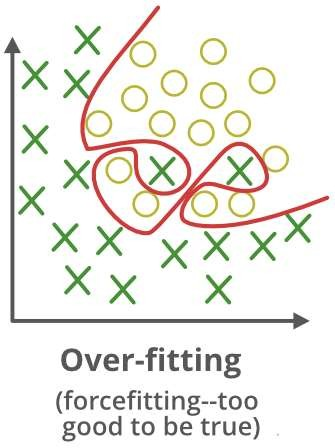 Over-fitting
(forcefitting--too
good to be true)